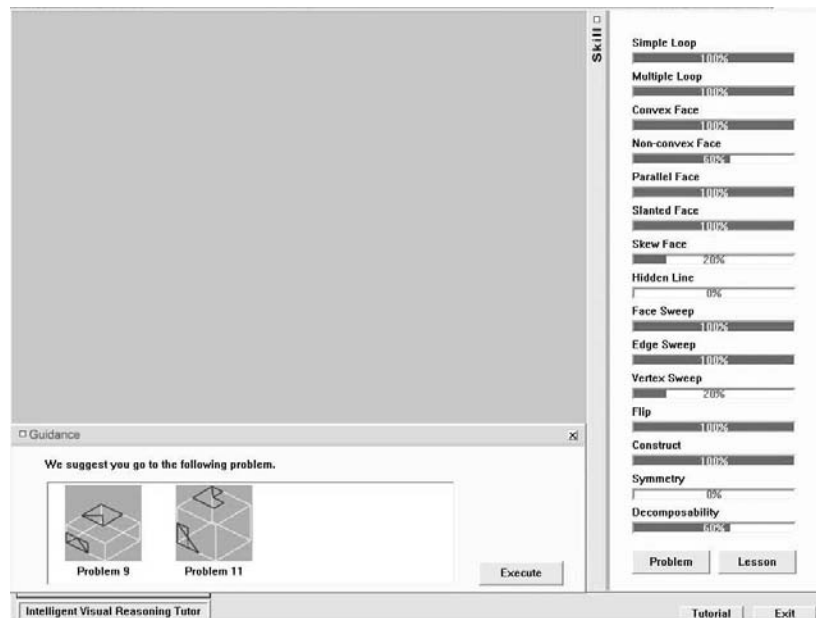 Skill
Simple Loop
100%
Multiple Loop
100%
Convex Face
100%
Non-convex Face
60%
Parallel Face
100%
Slanted Face
100%
Skew Face
20%
Hidden Line
0%
Face Sweep
100%
Edge Sweep
100%
Vertex Sweep
20%
Flip
100%
Construct
100%
Symmetry
0%
Decomposability
60%
Problem Lesson
Guidance
We suggest you go to the following problem.
Problem 9 Problem 11
Execute
Intelligent Visual Reasoning Tutor
Tutorial Exit